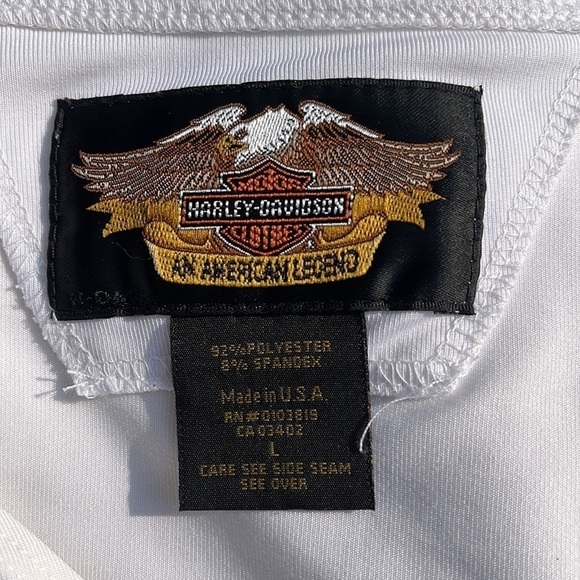 MOTOR
HARLEY-DAVIDSON
CYCLES
®
AN AMERICAN LEGEND
92% POLYESTER
8% SPANDEX
Made in U.S.A.
RN# 0103819
CA 03402
L
CARE SEE SIDE SEAM
SEE OVER